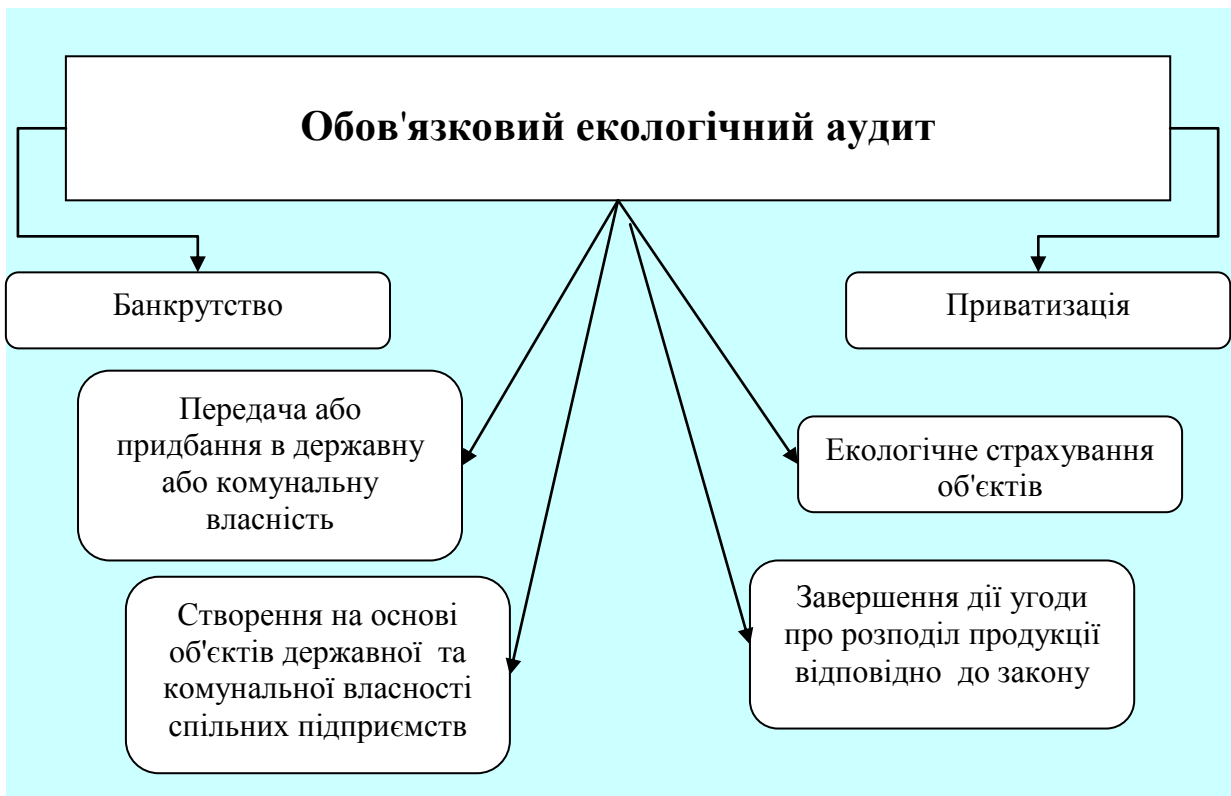 Обов'язковий екологічний аудит
Банкрутство
Приватизація
Передача або
придбання в державну
або комунальну
власність
Екологічне страхування
об'єктів
Створення на основі
об'єктів державної та
комунальної власності
спільних підприємств
Завершення дії угоди
про розподіл продукції
відповідно до закону